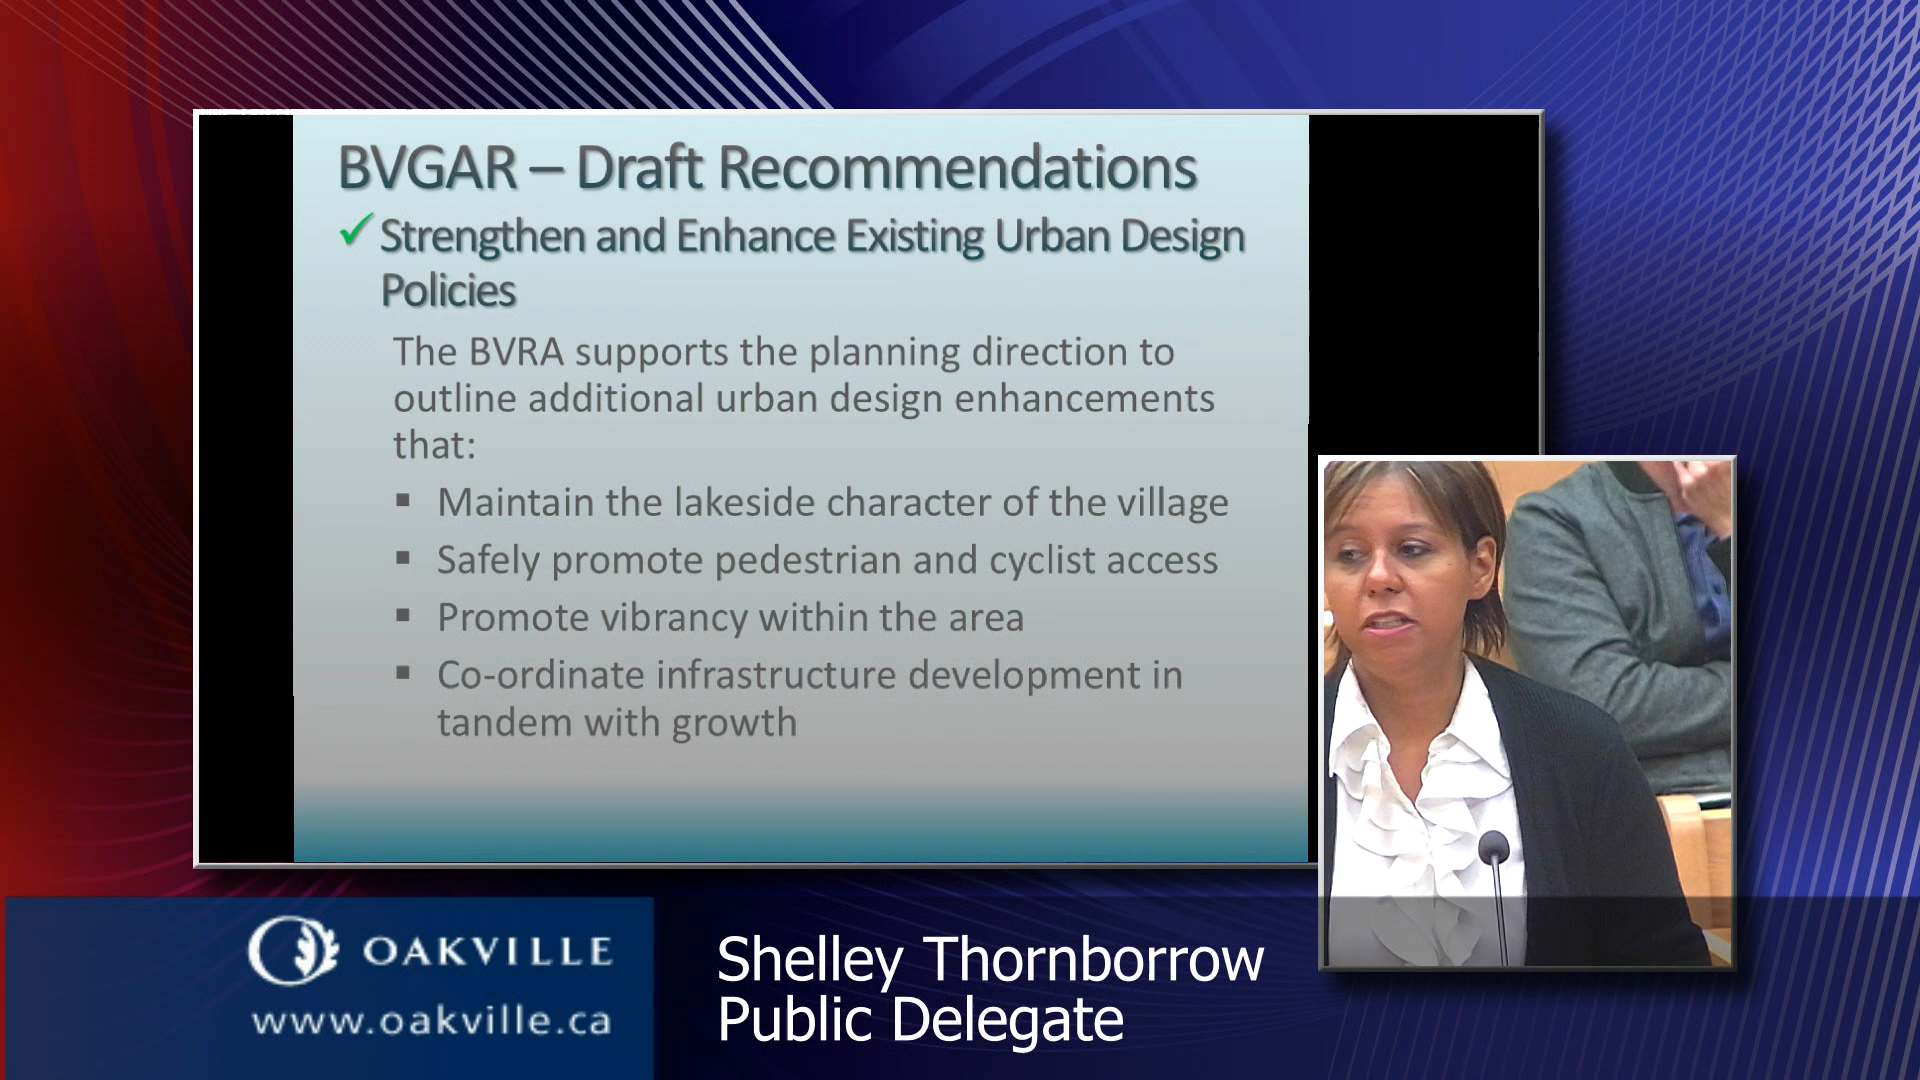 BVGAR – Draft Recommendations
✓ Strengthen and Enhance Existing Urban Design
Policies
The BVRA supports the planning direction to
outline additional urban design enhancements
that:
▪ Maintain the lakeside character of the village
▪ Safely promote pedestrian and cyclist access
▪ Promote vibrancy within the area
▪ Co-ordinate infrastructure development in
tandem with growth
OAKVILLE
www.oakville.ca
Shelley Thornborrow
Public Delegate